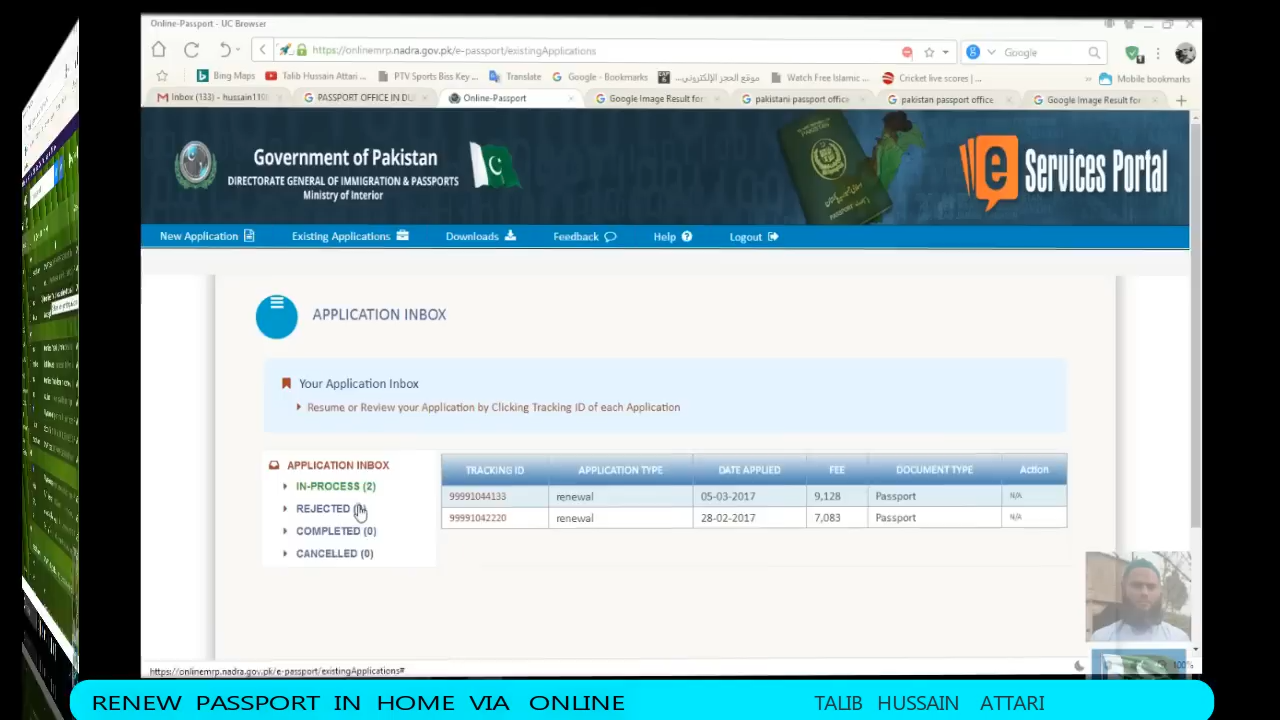 Online-Passport - UC Browser
https://onlinemrp.nadra.gov.pk/e-passport/existingApplications
Google
Bing Maps
Talib Hussain Attari ...
PTV Sports Biss Key ...
Translate
Google - Bookmarks
موقع الحجز الإلكتروني...
Watch Free Islamic ...
Cricket live scores | ...
Mobile bookmarks
Inbox (133) - hussain110
PASSPORT OFFICE IN DU
Online-Passport
Google Image Result for
pakistani passport offic
pakistan passport office
Google Image Result for
Government of Pakistan
DIRECTORATE GENERAL OF IMMIGRATION & PASSPORTS
Ministry of Interior
e Services Portal
New Application
Existing Applications
Downloads
Feedback
Help
Logout
APPLICATION INBOX
Your Application Inbox
Resume or Review your Application by Clicking Tracking ID of each Application
APPLICATION INBOX
IN-PROCESS (2)
REJECTED
COMPLETED (0)
CANCELLED (0)
TRACKING ID APPLICATION TYPE DATE APPLIED FEE DOCUMENT TYPE Action
99991044133 renewal 05-03-2017 9,128 Passport N/A
99991042220 renewal 28-02-2017 7,083 Passport N/A
https://onlinemrp.nadra.gov.pk/e-passport/existingApplications#
100%
RENEW PASSPORT IN HOME VIA ONLINE TALIB HUSSAIN ATTARI